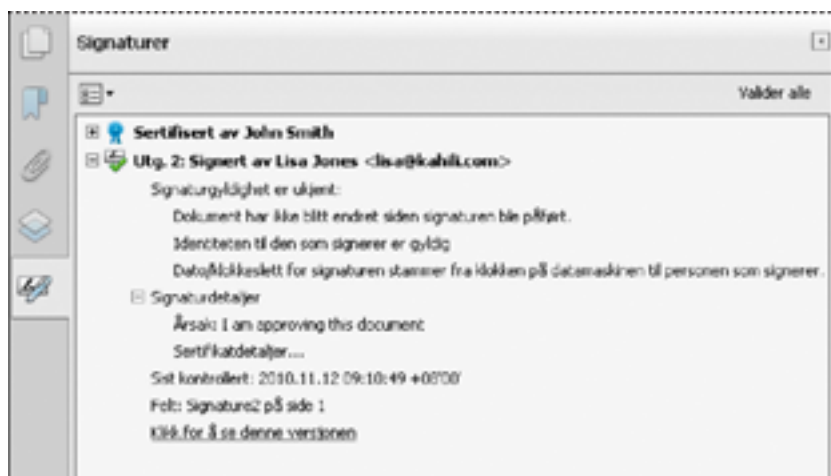 Signaturer
Valider alle
Sertifisert av John Smith
Utg. 2: Signert av Lisa Jones <lisa@kahili.com>
Signaturgyldighet er ukjent:
Dokument har ikke blitt endret siden signaturen ble påført.
Identiteten til den som signerer er gyldig
Dato/klokkeslett for signaturen stammer fra klokken på datamaskinen til personen som signerer.
Signaturdetaljer
Årsak: I am approving this document
Sertifikatdetaljer....
Sist kontrollert: 2010.11.12 09:10:49 +08'00'
Felt: Signature2 på side 1
Klikk for å se denne versjonen